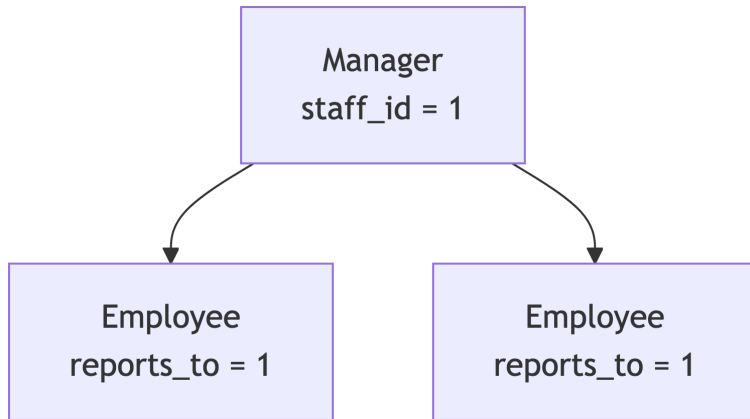 Manager
staff_id = 1
Employee
reports_to = 1
Employee
reports_to = 1